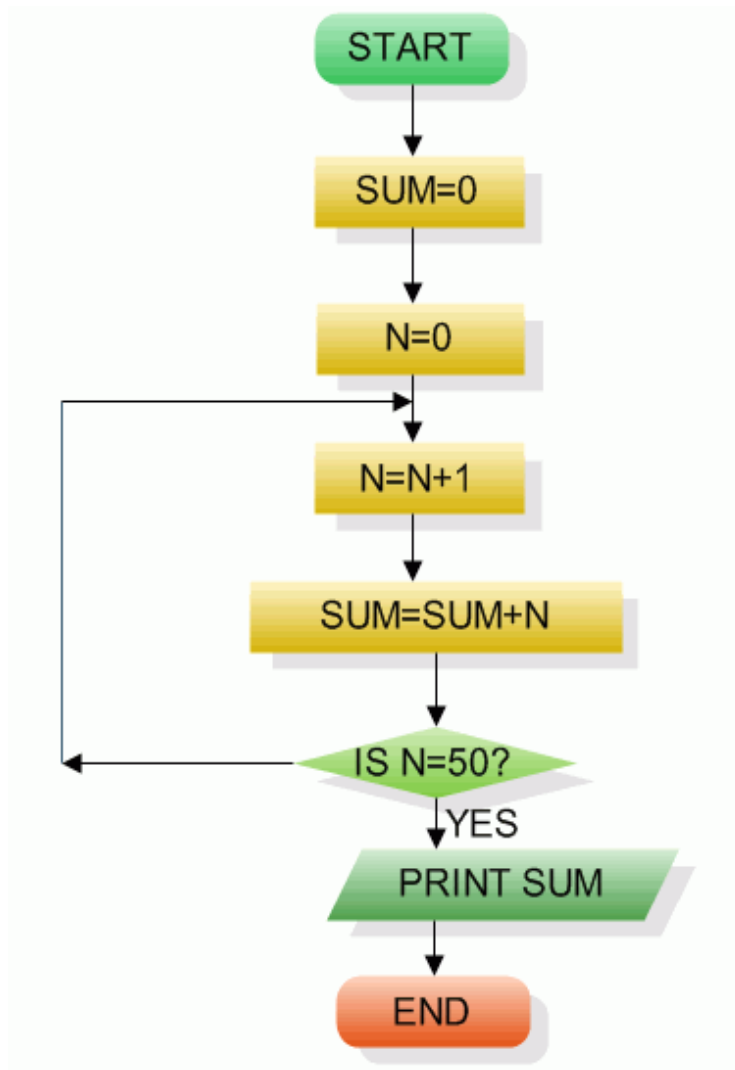 START
SUM=0
N=0
N=N+1
SUM=SUM+N
IS N=50?
YES
PRINT SUM
END